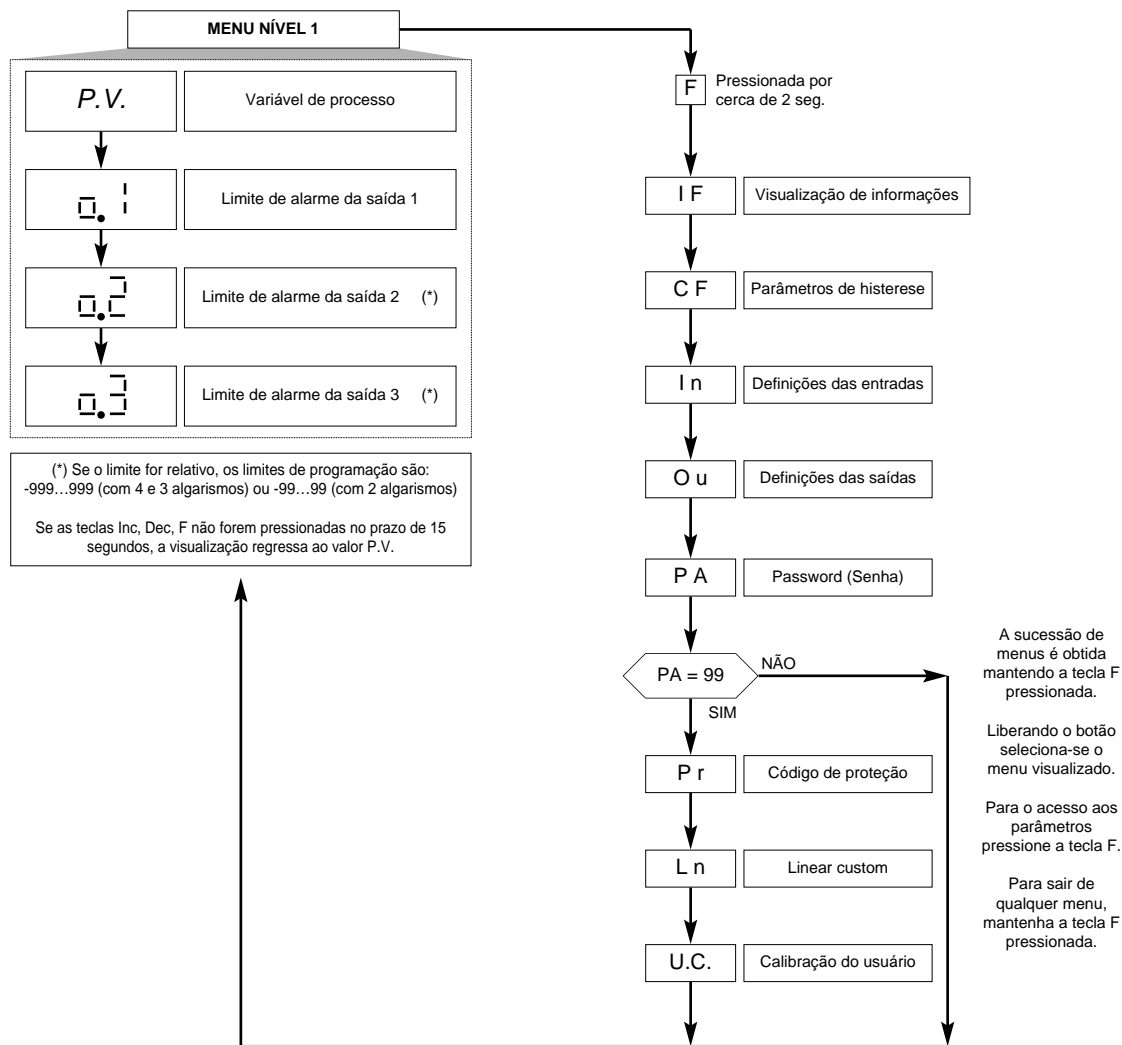 MENU NÍVEL 1
P.V.
Variável de processo
o.1
Limite de alarme da saída 1
o.2
Limite de alarme da saída 2 (*)
o.3
Limite de alarme da saída 3 (*)
(*) Se o limite for relativo, os limites de programação são:
-999…999 (com 4 e 3 algarismos) ou -99…99 (com 2 algarismos)
Se as teclas Inc, Dec, F não forem pressionadas no prazo de 15
segundos, a visualização regressa ao valor P.V.
F
Pressionada por
cerca de 2 seg.
I F
Visualização de informações
C F
Parâmetros de histerese
I n
Definições das entradas
O u
Definições das saídas
P A
Password (Senha)
PA = 99
NÃO
SIM
P r
Código de proteção
L n
Linear custom
U.C.
Calibração do usuário
A sucessão de
menus é obtida
mantendo a tecla F
pressionada.
Liberando o botão
seleciona-se o
menu visualizado.
Para o acesso aos
parâmetros
pressione a tecla F.
Para sair de
qualquer menu,
mantenha a tecla F
pressionada.